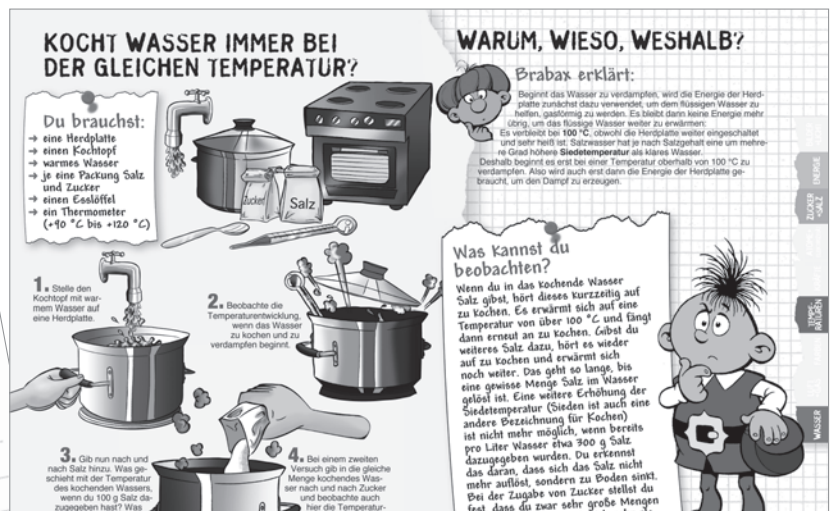 KOCHT WASSER IMMER BEI
DER GLEICHEN TEMPERATUR?
Du brauchst:
→ eine Herdplatte
→ einen Kochtopf
→ warmes Wasser
→ je eine Packung Salz
und Zucker
→ einen Esslöffel
→ ein Thermometer
(+90 °C bis +120 °C)
Zucker
Salz
1. Stelle den
Kochtopf mit war-
mem Wasser auf
eine Herdplatte.
2. Beobachte die
Temperaturentwicklung,
wenn das Wasser
zu kochen und zu
verdampfen beginnt.
3. Gib nun nach und
nach Salz hinzu. Was ge-
schieht mit der Temperatur
des kochenden Wassers,
wenn du 100 g Salz da-
zugegeben hast? Was
4. Bei einem zweiten
Versuch gib in die gleiche
Menge kochendes Was-
ser nach und nach Zucker
und beobachte auch
hier die Temperatur-
WARUM, WIESO, WESHALB?
Brabax erklärt:
Beginnt das Wasser zu verdampfen, wird die Energie der Herd-
platte zunächst dazu verwendet, um dem flüssigen Wasser zu
helfen, gasförmig zu werden. Es bleibt dann keine Energie mehr
übrig, um das flüssige Wasser weiter zu erwärmen:
Es verbleibt bei 100 °C, obwohl die Herdplatte weiter eingeschaltet
und sehr heiß ist. Salzwasser hat je nach Salzgehalt eine um mehre-
re Grad höhere Siedetemperatur als klares Wasser.
Deshalb beginnt es erst bei einer Temperatur oberhalb von 100 °C zu
verdampfen. Also wird auch erst dann die Energie der Herdplatte ge-
braucht, um den Dampf zu erzeugen.
Was kannst du
beobachten?
Wenn du in das kochende Wasser
Salz gibst, hört dieses kurzzeitig auf
zu kochen. Es erwärmt sich auf eine
Temperatur von über 100 °C und fängt
dann erneut an zu kochen. Gibst du
weiteres Salz dazu, hört es wieder
auf zu kochen und erwärmt sich
noch weiter. Das geht so lange, bis
eine gewisse Menge Salz im Wasser
gelöst ist. Eine weitere Erhöhung der
Siedetemperatur (Sieden ist auch eine
andere Bezeichnung für Kochen)
ist nicht mehr möglich, wenn bereits
pro Liter Wasser etwa 300 g Salz
dazugegeben wurden. Du erkennst
das daran, dass sich das Salz nicht
mehr auflöst, sondern zu Boden sinkt.
Bei der Zugabe von Zucker stellst du
fest, dass du zwar sehr große Mengen
ENERGIE
ZUCKER
+SALZ
TEMPE-
RATUREN
WASSER